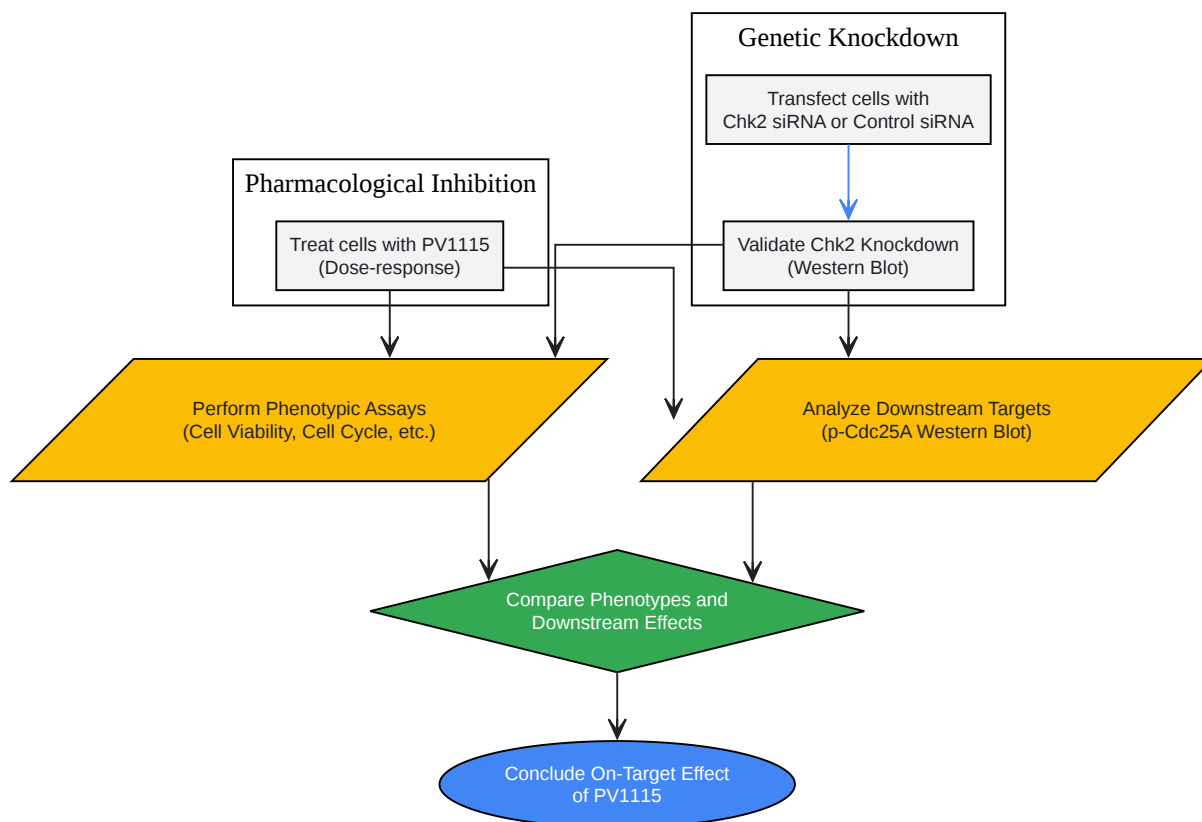 Genetic Knockdown
Transfect cells with
Chk2 siRNA or Control siRNA
Pharmacological Inhibition
Treat cells with PV1115
(Dose-response)
Validate Chk2 Knockdown
(Western Blot)
Perform Phenotypic Assays
(Cell Viability, Cell Cycle, etc.)
Analyze Downstream Targets
(p-Cdc25A Western Blot)
Compare Phenotypes and
Downstream Effects
Conclude On-Target Effect
of PV1115